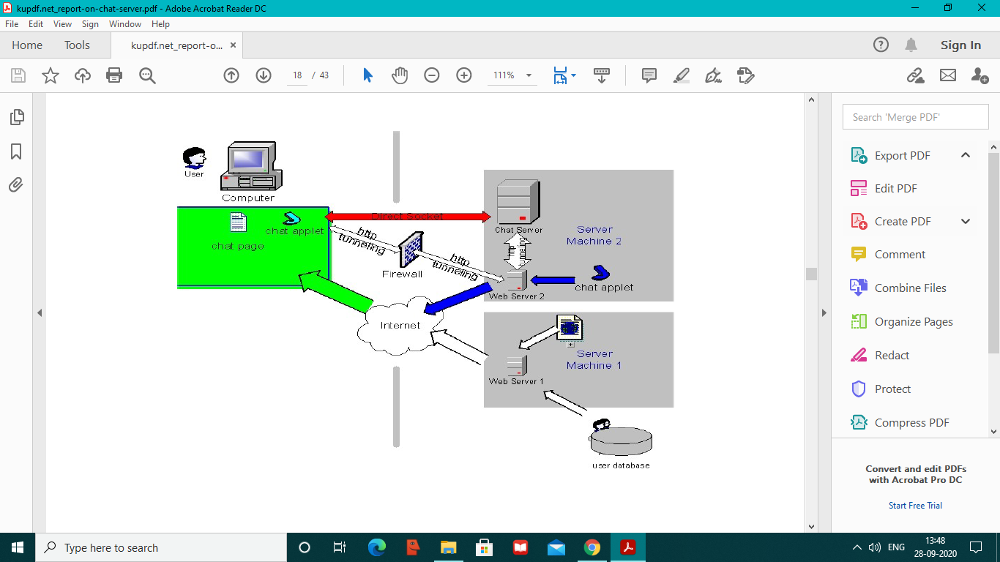 kupdf.net_report-on-chat-server.pdf - Adobe Acrobat Reader DC
File Edit View Sign Window Help
Home Tools kupdf.net_report-o... × Sign In
18 / 43 111%
User
Computer
chat page
chat applet
Direct Socket
http
tunneling
Firewall
http
tunneling
Chat Server
http
tunneling
Server
Machine 2
Web Server 2
chat applet
Internet
Server
Machine 1
Web Server 1
user database
Search 'Merge PDF'
Export PDF
Edit PDF
Create PDF
Comment
Combine Files
Organize Pages
Redact
Protect
Compress PDF
Convert and edit PDFs
with Acrobat Pro DC
Start Free Trial
Type here to search
ENG
13:48
28-09-2020